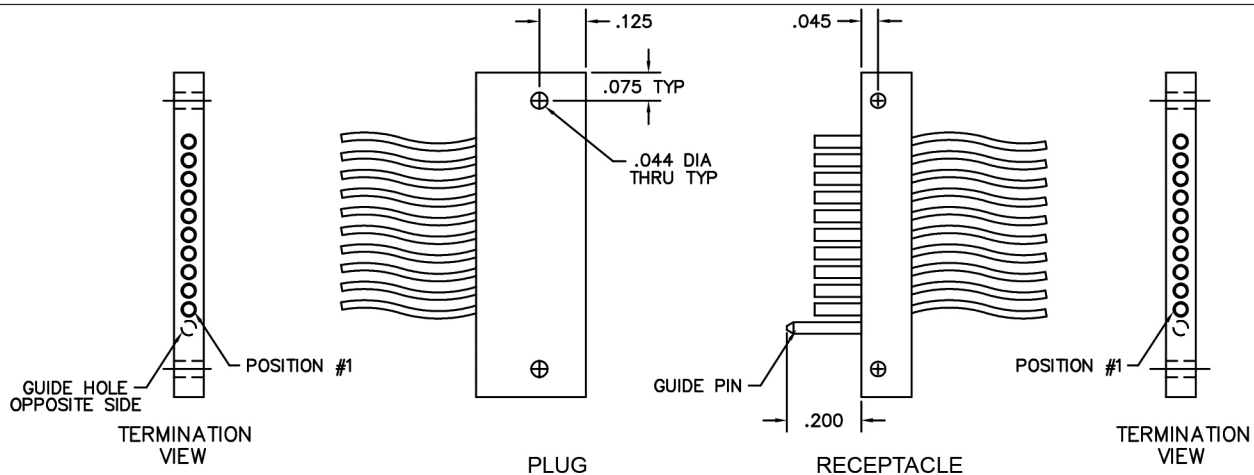 .125
.045
.075 TYP
.044 DIA
THRU TYP
POSITION #1
GUIDE HOLE
OPPOSITE SIDE
TERMINATION
VIEW
PLUG
GUIDE PIN
.200
RECEPTACLE
POSITION #1
TERMINATION
VIEW